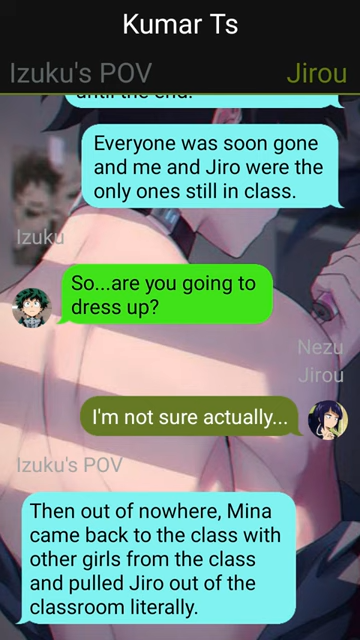 Kumar Ts
Izuku's POV
Jirou
until the end.
Everyone was soon gone
and me and Jiro were the
only ones still in class.
Izuku
So...are you going to
dress up?
Nezu
Jirou
I'm not sure actually...
Izuku's POV
Then out of nowhere, Mina
came back to the class with
other girls from the class
and pulled Jiro out of the
classroom literally.